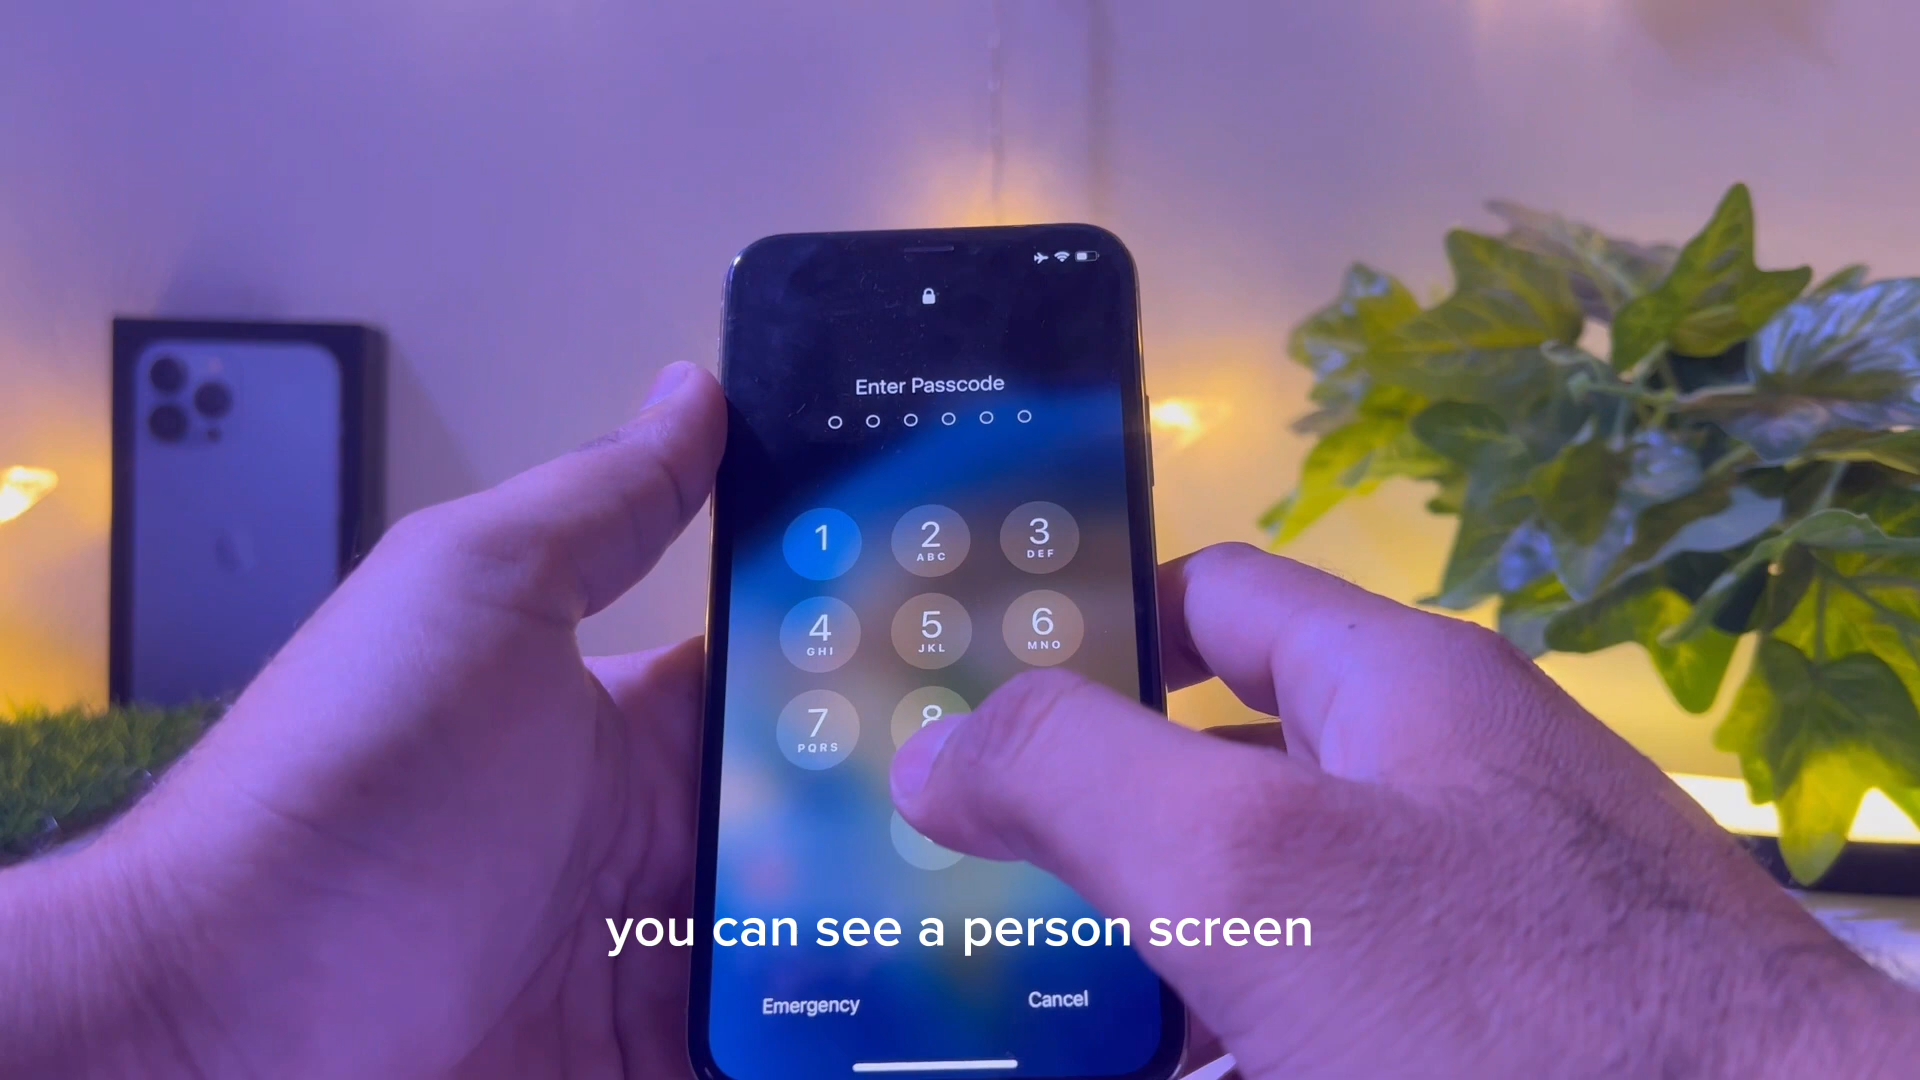 Enter Passcode
1
2
ABC
3
DEF
4
GHI
5
JKL
6
MNO
7
PQRS
8
you can see a person screen
Emergency
Cancel